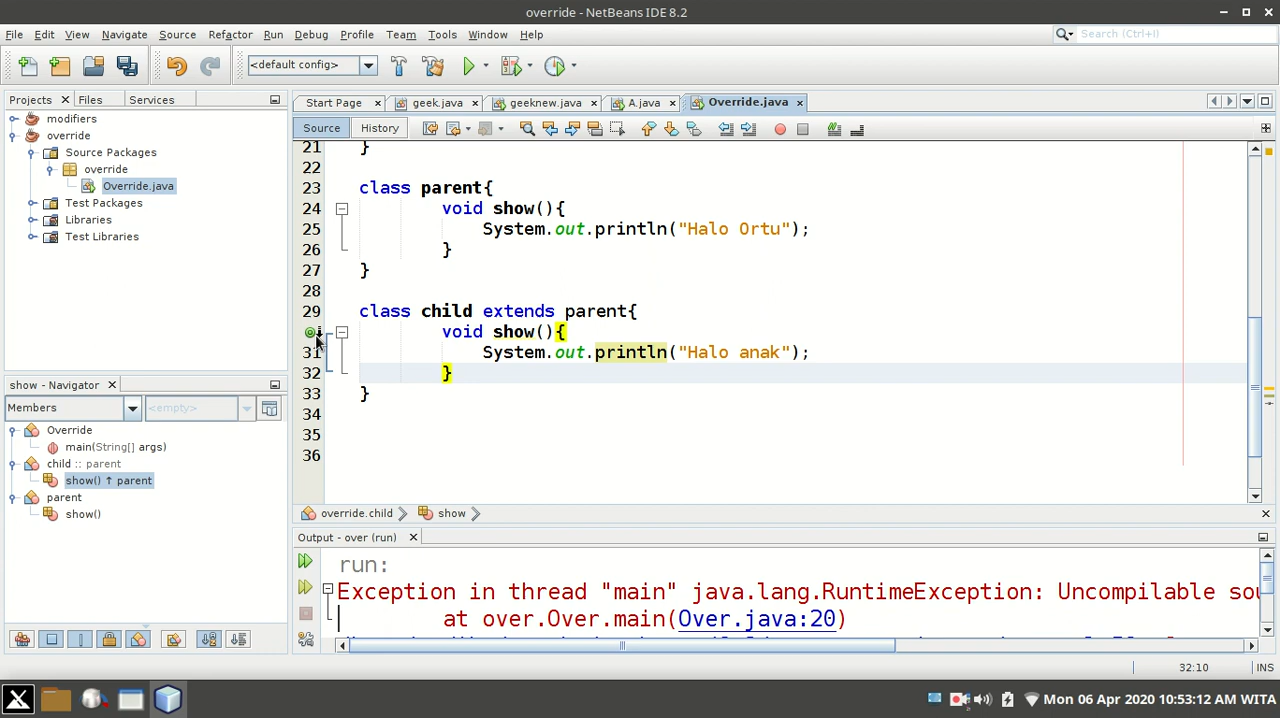 override - NetBeans IDE 8.2
File Edit View Navigate Source Refactor Run Debug Profile Team Tools Window Help
Search (Ctrl+I)
<default config>
Projects Files Services
Start Page geek.java geeknew.java A.java Override.java
Source History
modifiers
override
Source Packages
override
Override.java
Test Packages
Libraries
Test Libraries
21 }
22
23 class parent{
24 void show(){
25 System.out.println("Halo Ortu");
26 }
27 }
28
29 class child extends parent{
void show(){
31 System.out.println("Halo anak");
32 }
33 }
34
35
36
show - Navigator
Members <empty>
Override
main(String[] args)
child :: parent
show() ↑ parent
parent
show()
override.child show
Output - over (run)
run:
Exception in thread "main" java.lang.RuntimeException: Uncompilable sou
at over.Over.main(Over.java:20)
32:10 INS
Mon 06 Apr 2020 10:53:12 AM WITA